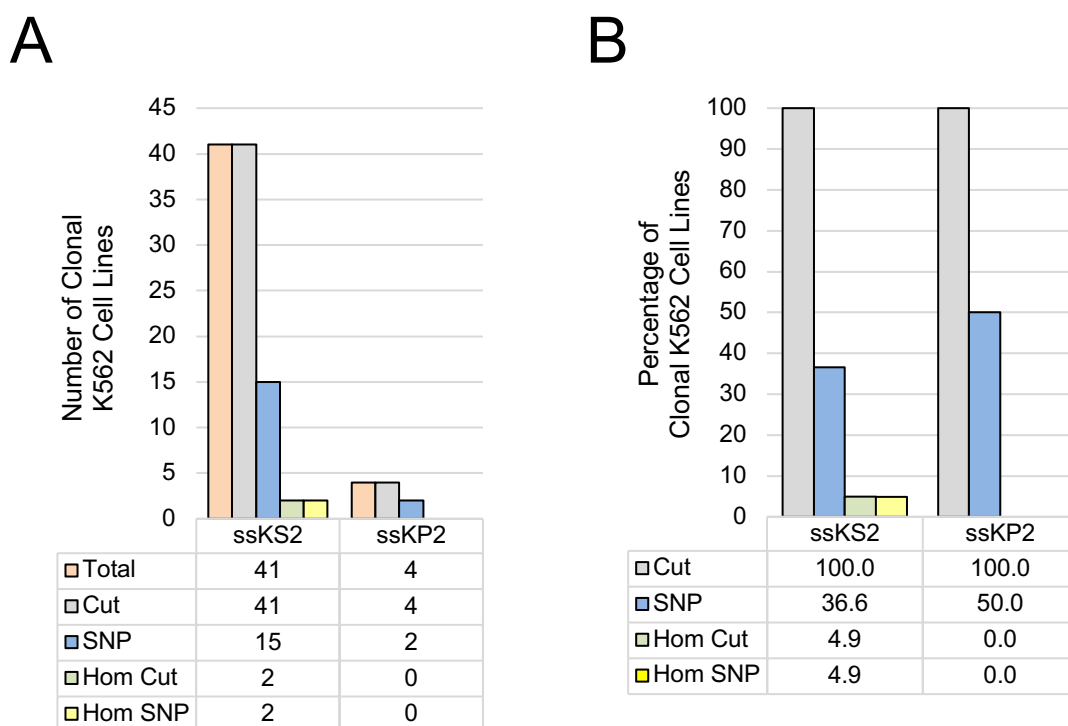 A
Number of Clonal
K562 Cell Lines
45
40
35
30
25
20
15
10
5
0
ssKS2 ssKP2
Total 41 4
Cut 41 4
SNP 15 2
Hom Cut 2 0
Hom SNP 2 0
B
Percentage of
Clonal K562 Cell Lines
100
90
80
70
60
50
40
30
20
10
0
ssKS2 ssKP2
Cut 100.0 100.0
SNP 36.6 50.0
Hom Cut 4.9 0.0
Hom SNP 4.9 0.0